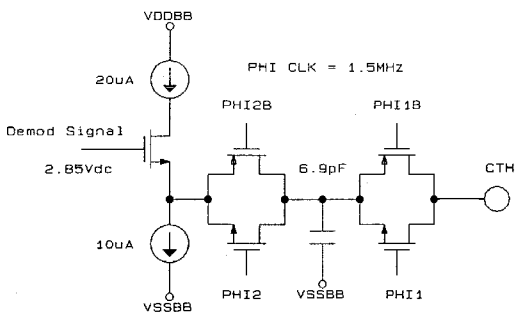 VDDBB
20uA
PHI CLK = 1.5MHz
PHI2B
PHI1B
Demod Signal
2.85Vdc
6.9pF
CTH
10uA
VSSBB
PHI2
VSSBB
PHI1